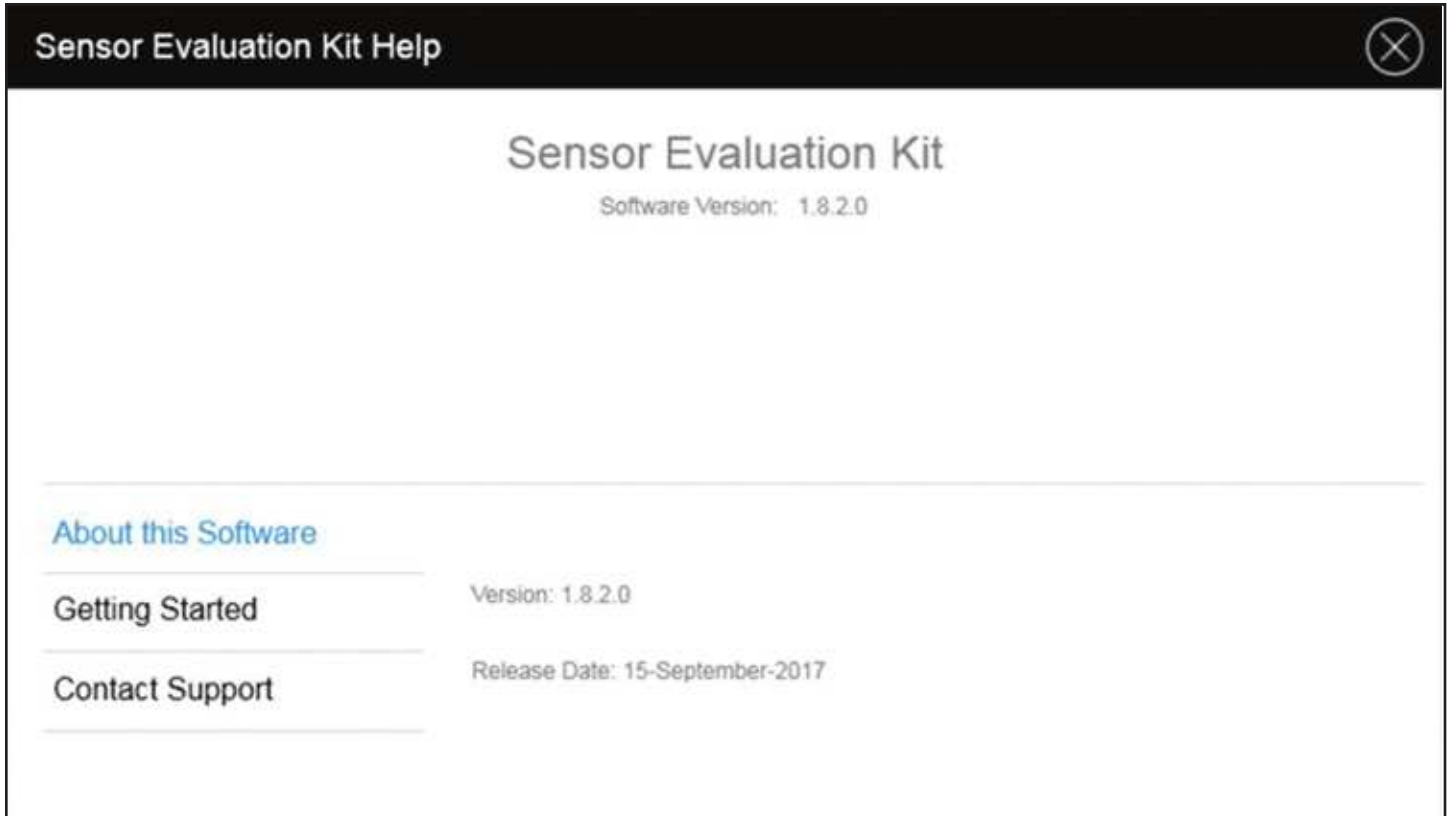 Sensor Evaluation Kit Help
Sensor Evaluation Kit
Software Version: 1.8.2.0
About this Software
Getting Started
Contact Support
Version: 1.8.2.0
Release Date: 15-September-2017